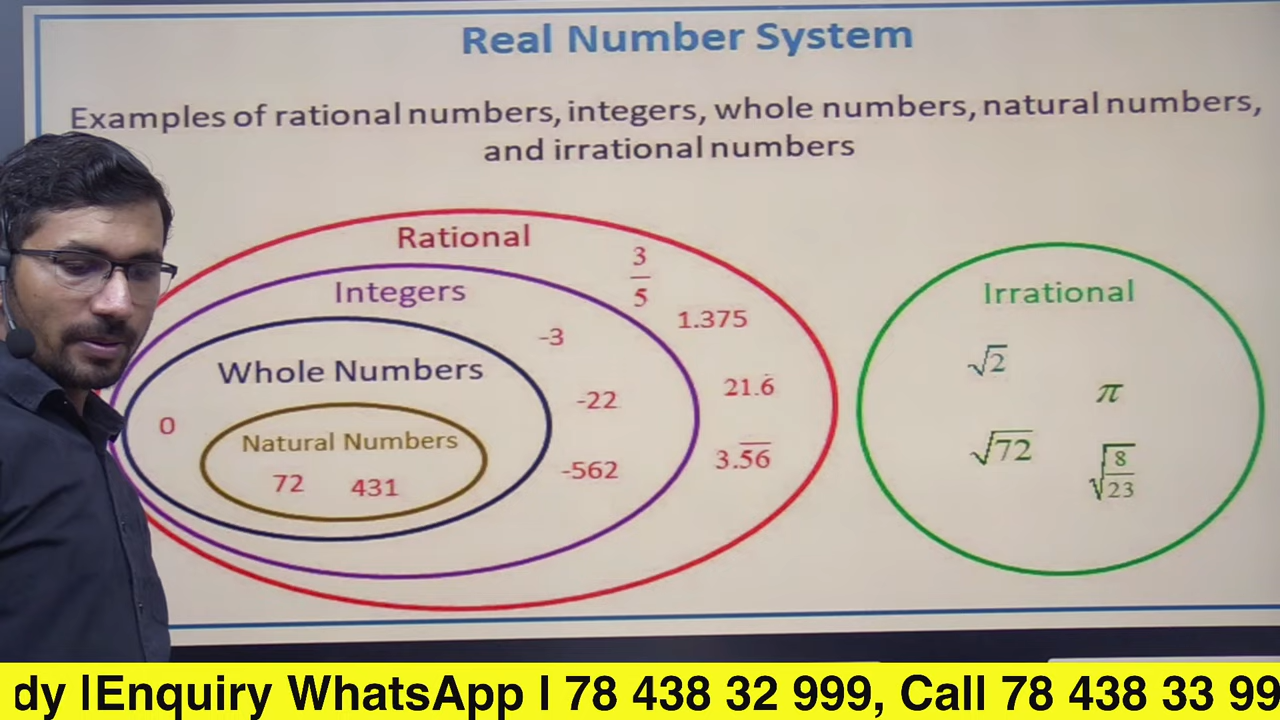 Real Number System
Examples of rational numbers, integers, whole numbers, natural numbers,
and irrational numbers
Rational
3/5
Integers
1.375
-3
Whole Numbers
-22
21.6
0
Natural Numbers
-562
3.5̅6̅
72 431
Irrational
√2
π
√72
√(8/23)
dy |Enquiry WhatsApp | 78 438 32 999, Call 78 438 33 99